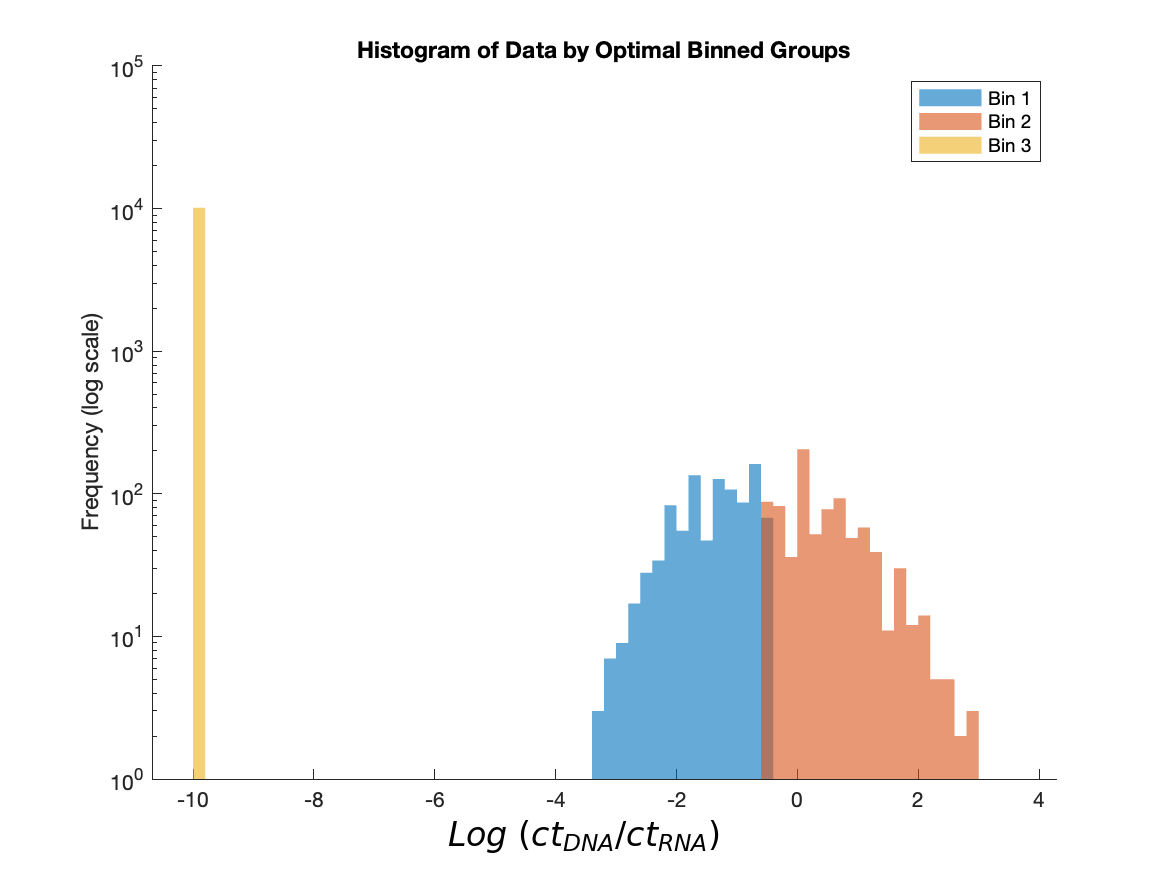 Histogram of Data by Optimal Binned Groups
Bin 1
Bin 2
Bin 3
Frequency (log scale)
10^5
10^4
10^3
10^2
10^1
10^0
-10 -8 -6 -4 -2 0 2 4
Log (ct_DNA/ct_RNA)